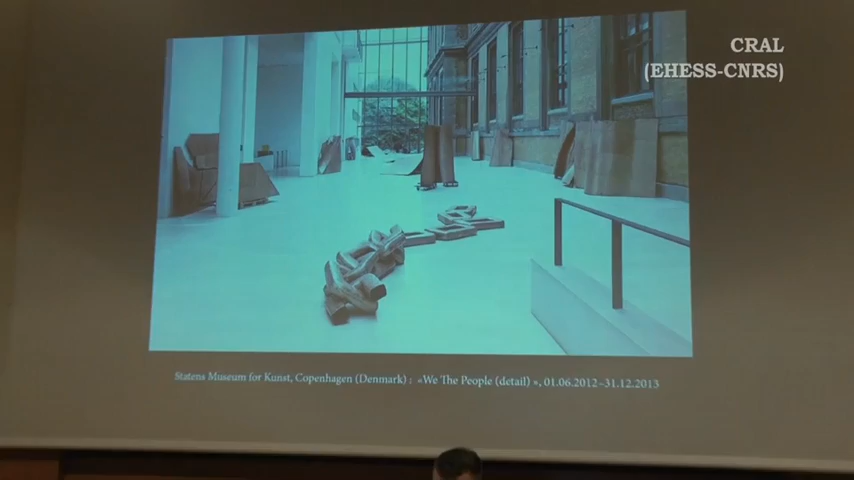 CRAL
(EHESS-CNRS)
Statens Museum for Kunst, Copenhagen (Denmark) : «We The People (detail) », 01.06.2012–31.12.2013